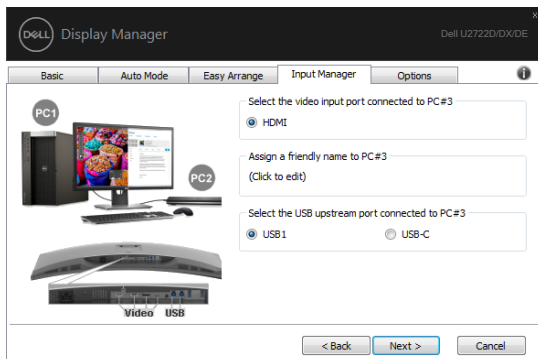 DELL Display Manager
Dell U2722D/DX/DE
x
Basic Auto Mode Easy Arrange Input Manager Options
Select the video input port connected to PC#3
HDMI
PC1
Assign a friendly name to PC#3
(Click to edit)
PC2
Select the USB upstream port connected to PC#3
USB1 USB-C
Video USB
< Back Next > Cancel